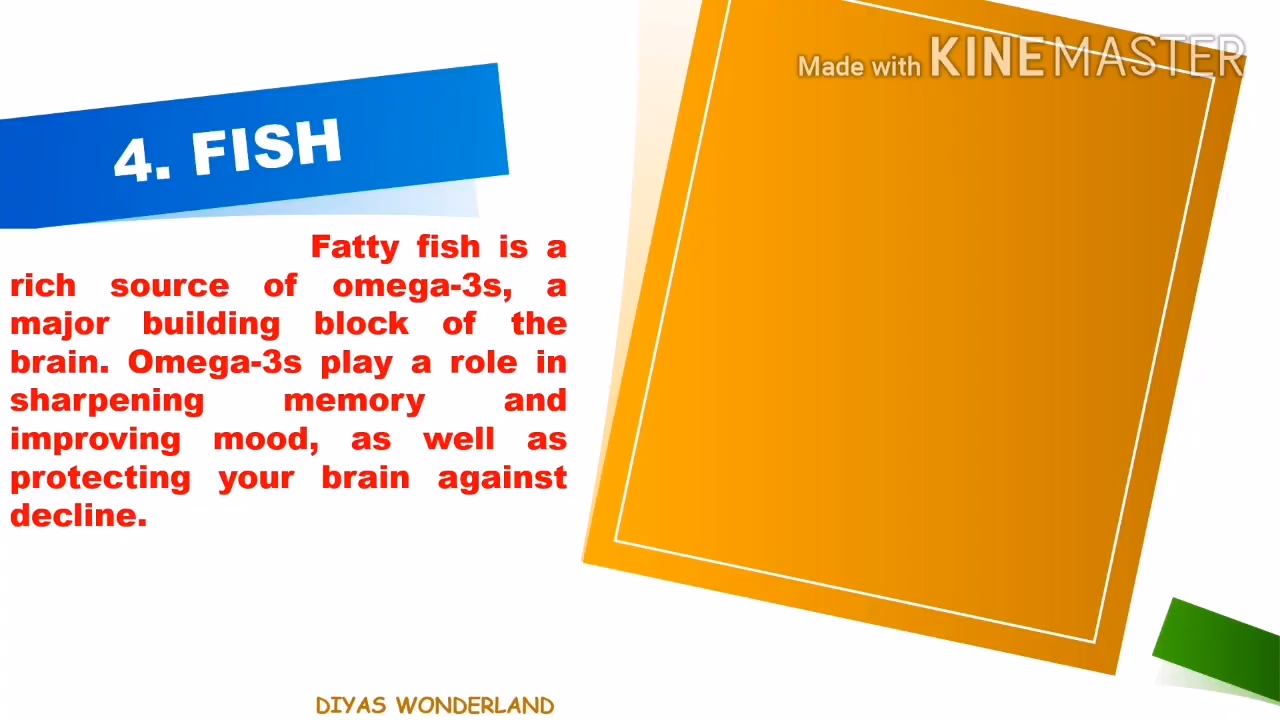 Made with KINEMASTER
4. FISH
Fatty fish is a
rich source of omega-3s, a
major building block of the
brain. Omega-3s play a role in
sharpening memory and
improving mood, as well as
protecting your brain against
decline.
DIYAS WONDERLAND